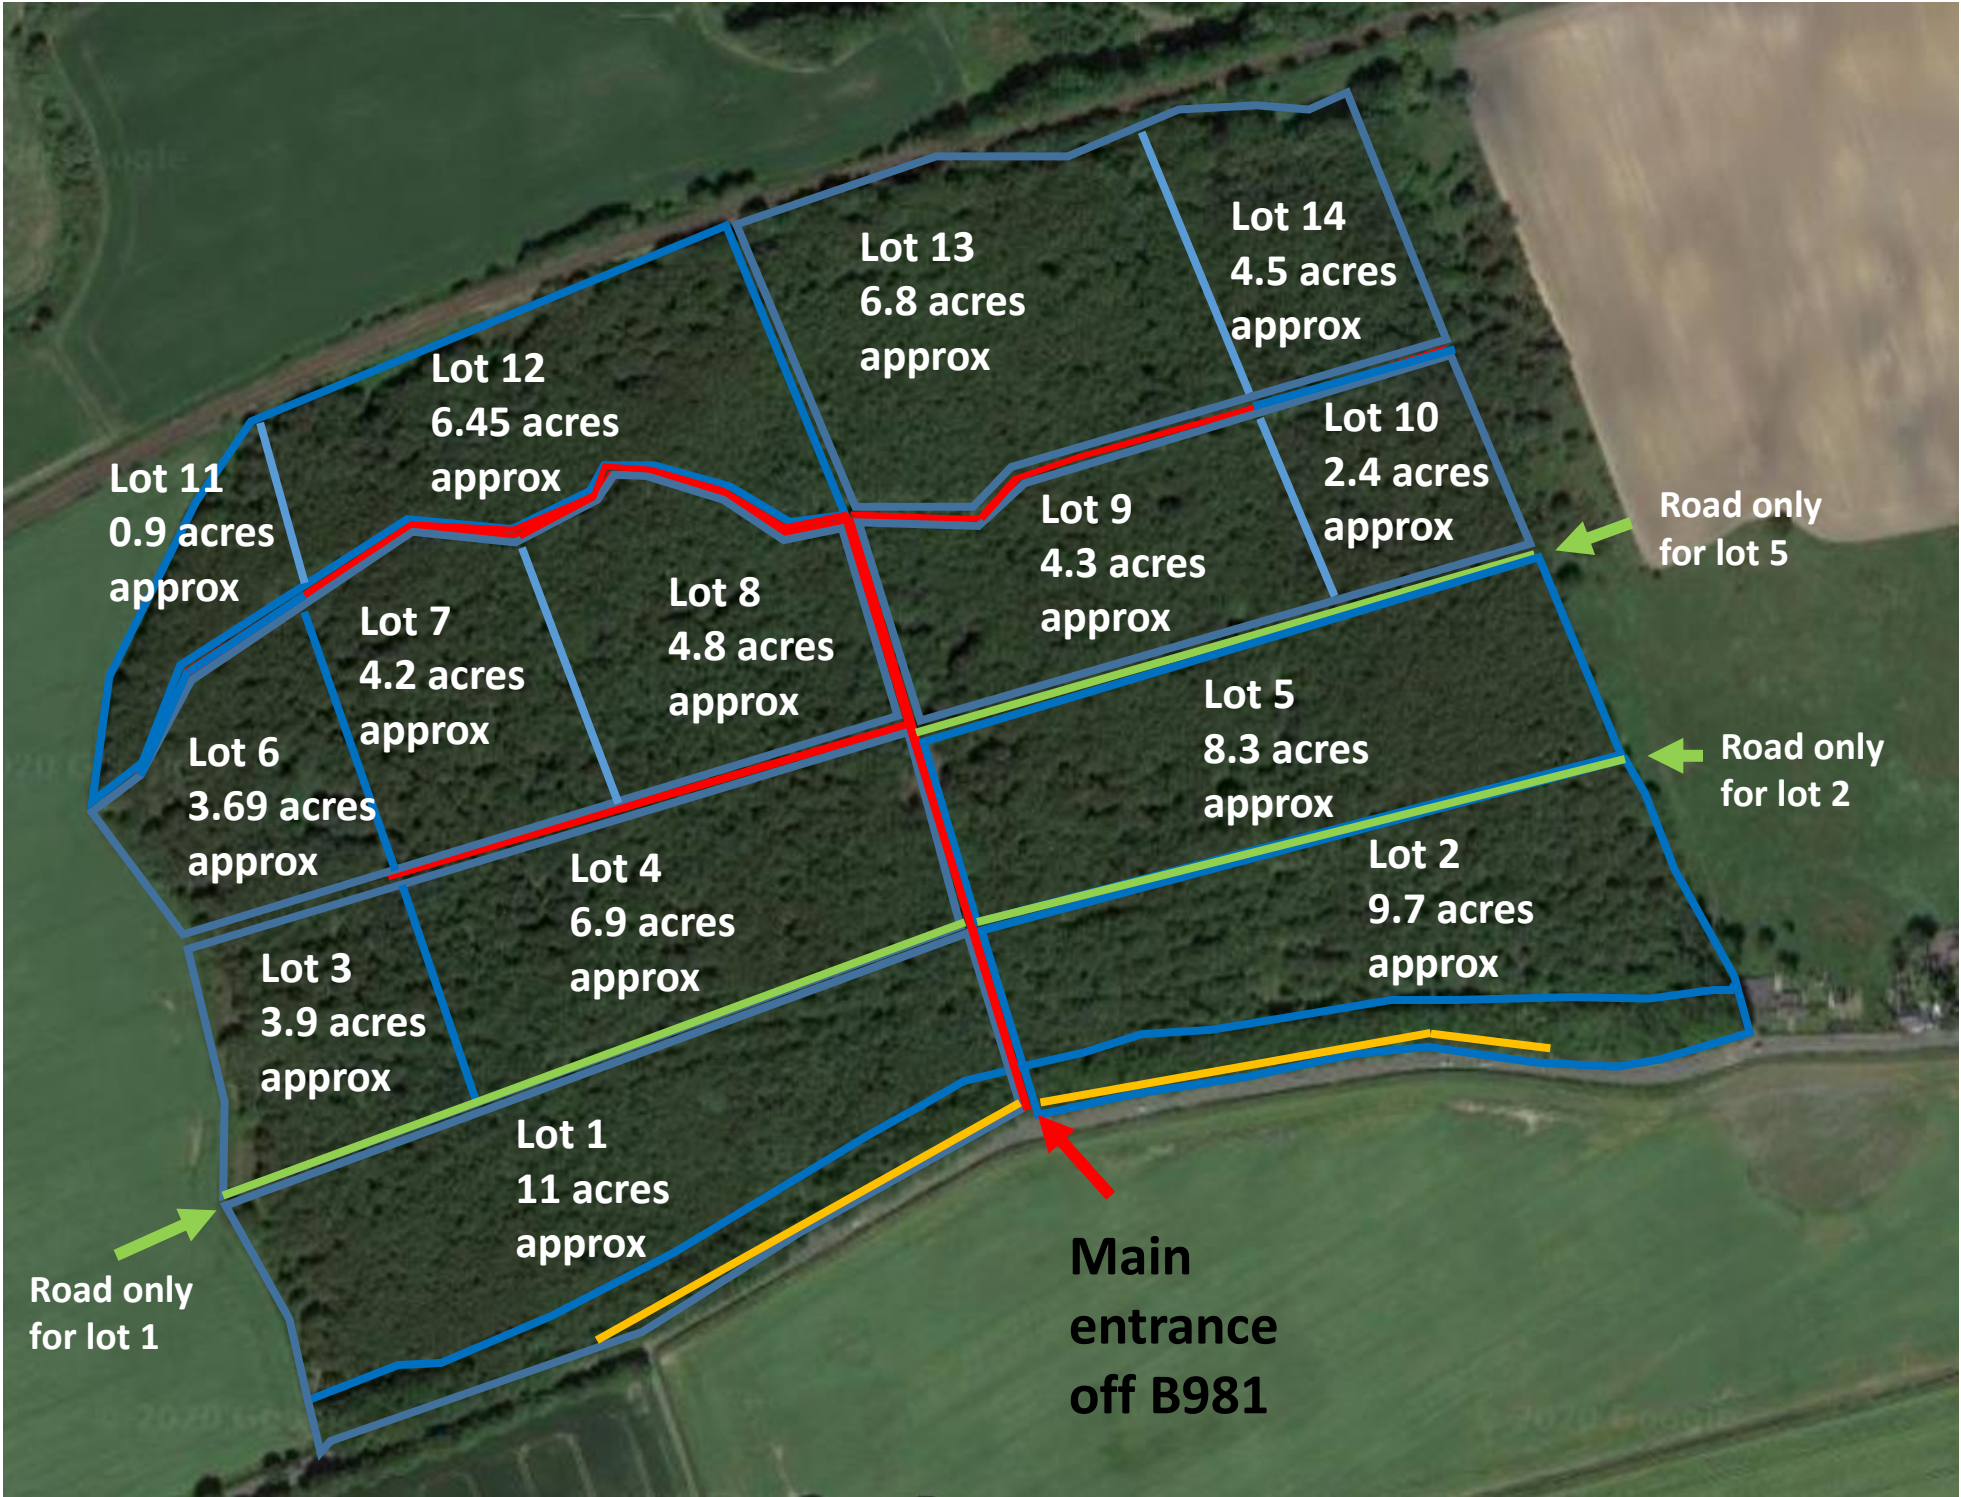 Lot 14
4.5 acres
approx
Lot 13
6.8 acres
approx
Lot 12
6.45 acres
approx
Lot 10
2.4 acres
approx
Lot 11
0.9 acres
approx
Lot 9
4.3 acres
approx
Road only
for lot 5
Lot 8
4.8 acres
approx
Lot 7
4.2 acres
approx
Lot 5
8.3 acres
approx
Road only
for lot 2
Lot 6
3.69 acres
approx
Lot 2
9.7 acres
approx
Lot 4
6.9 acres
approx
Lot 3
3.9 acres
approx
Lot 1
11 acres
approx
Main
entrance
off B981
Road only
for lot 1
2020 Google